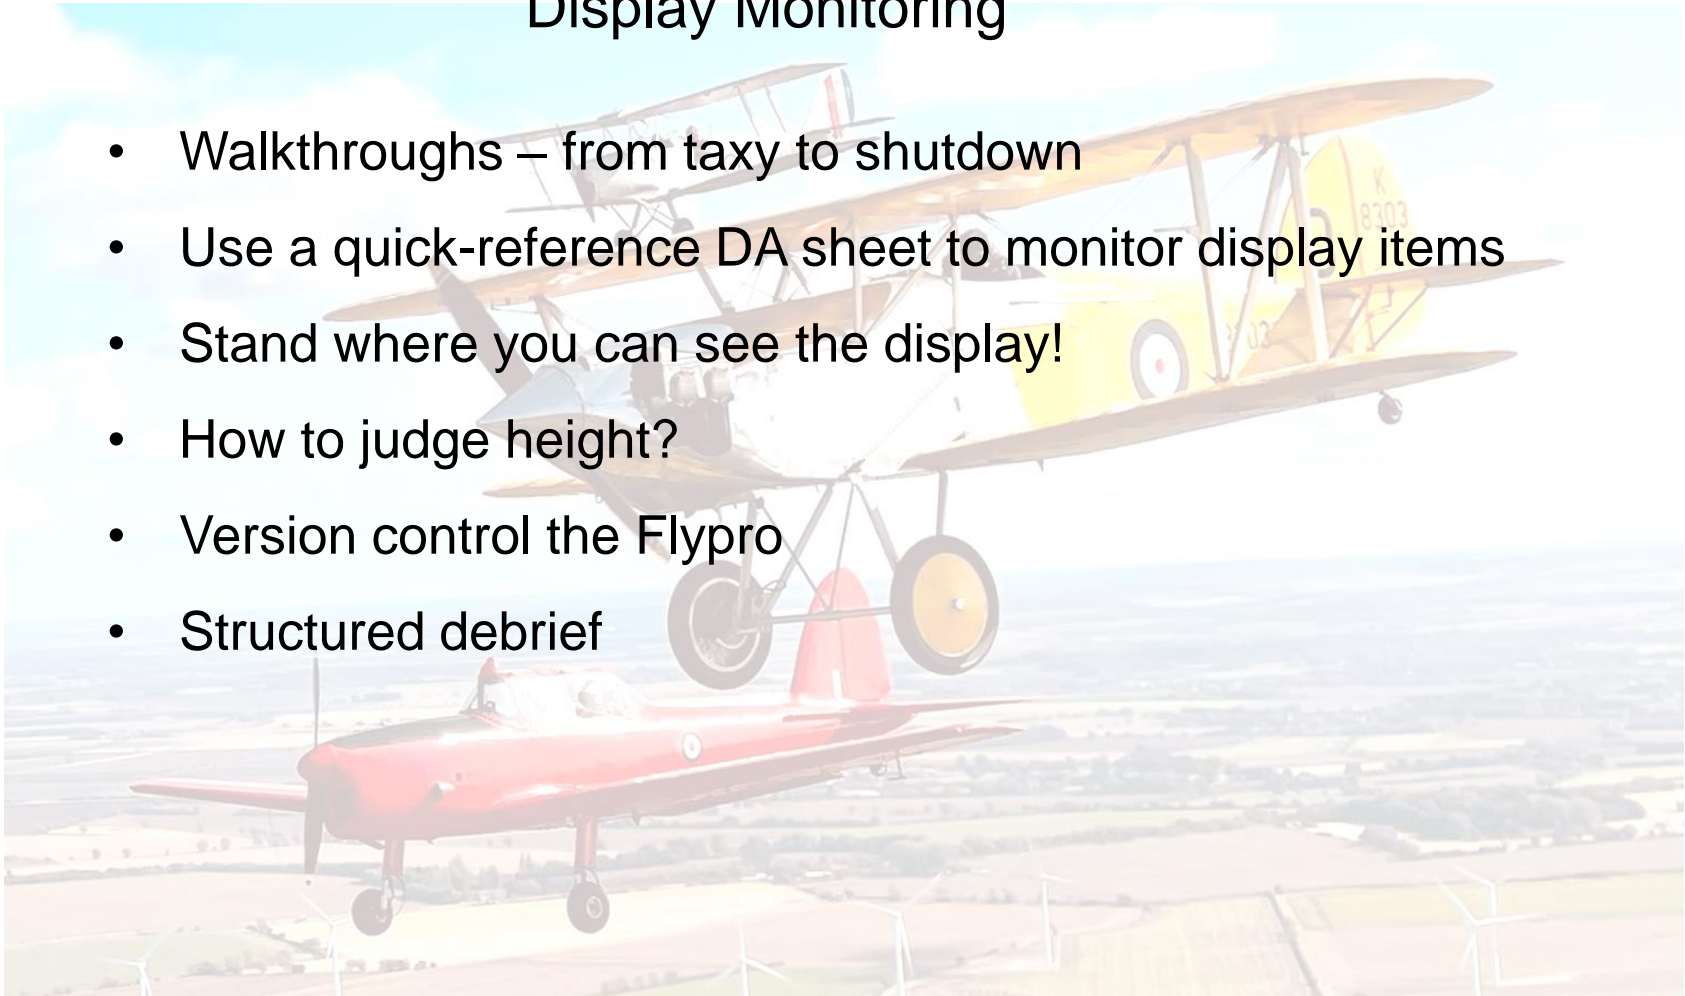 Display Monitoring
• Walkthroughs – from taxy to shutdown
• Use a quick-reference DA sheet to monitor display items
• Stand where you can see the display!
• How to judge height?
• Version control the Flypro
• Structured debrief
K
8303